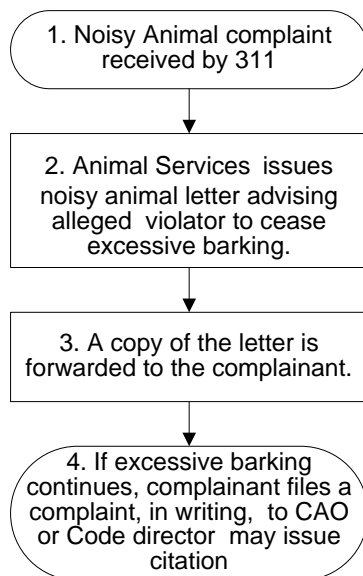 1. Noisy Animal complaint
received by 311
2. Animal Services issues
noisy animal letter advising
alleged violator to cease
excessive barking.
3. A copy of the letter is
forwarded to the complainant.
4. If excessive barking
continues, complainant files a
complaint, in writing, to CAO
or Code director may issue
citation